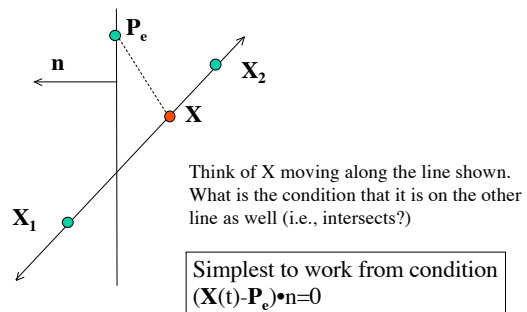 Pe
n
X2
X
Think of X moving along the line shown.
What is the condition that it is on the other
line as well (i.e., intersects?)
X1
Simplest to work from condition
(X(t)-Pe)•n=0